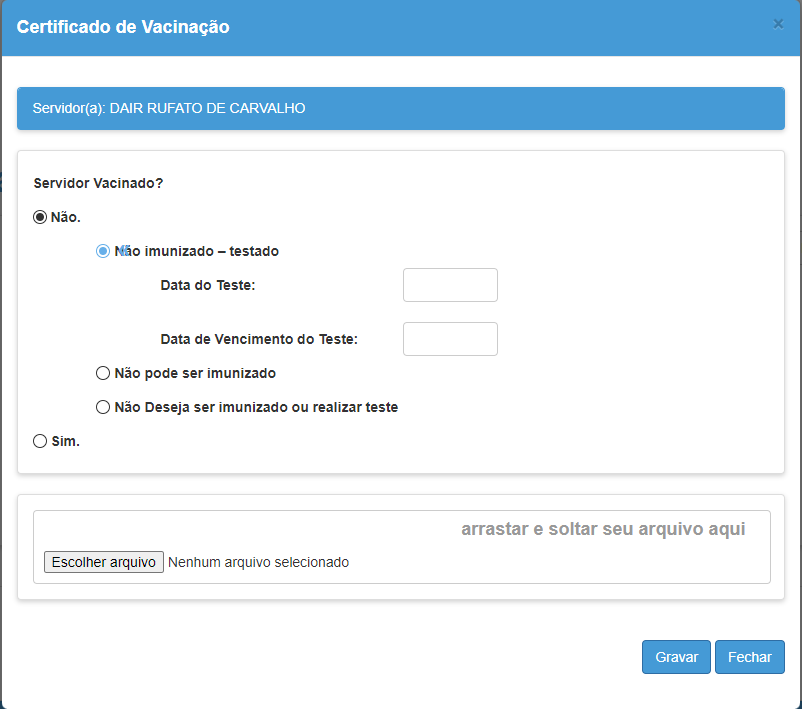 Certificado de Vacinação
×
Servidor(a): DAIR RUFATO DE CARVALHO
Servidor Vacinado?
Não.
Não imunizado – testado
Data do Teste:
Data de Vencimento do Teste:
Não pode ser imunizado
Não Deseja ser imunizado ou realizar teste
Sim.
arrastar e soltar seu arquivo aqui
Escolher arquivo Nenhum arquivo selecionado
Gravar Fechar